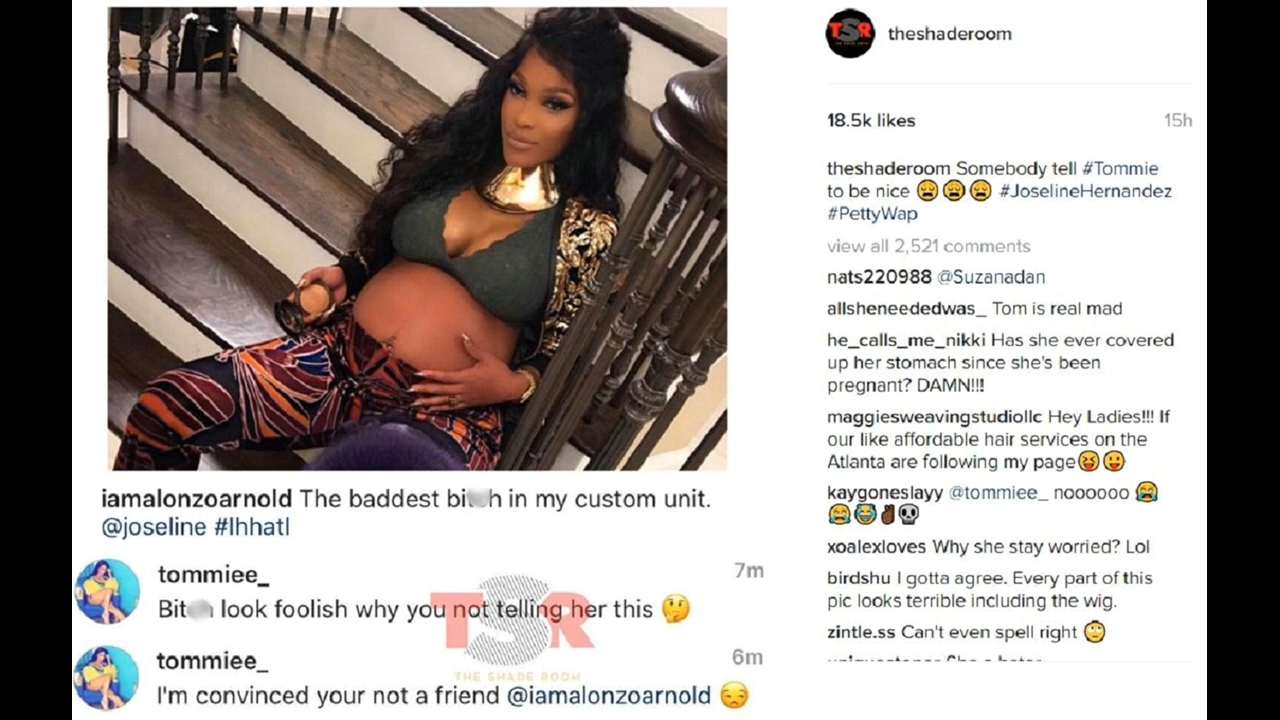 iamalonzoarnold The baddest bi h in my custom unit.
@joseline #lhhatl
tommiee_ 7m
Bit look foolish why you not telling her this 🤔
tommiee_ 6m
I'm convinced your not a friend @iamalonzoarnold 😒
TSR
THE SHADE ROOM
TSR
theshaderoom
18.5k likes 15h
theshaderoom Somebody tell #Tommie
to be nice 😩😩😩 #JoselineHernandez
#PettyWap
view all 2,521 comments
nats220988 @Suzanadan
allsheneededwas_ Tom is real mad
he_calls_me_nikki Has she ever covered
up her stomach since she's been
pregnant? DAMN!!!
maggiesweavingstudiollc Hey Ladies!!! If
our like affordable hair services on the
Atlanta are following my page😝😛
kaygoneslayy @tommiee_ noooooo 😂
😂😂✌🏾💀
xoalexloves Why she stay worried? Lol
birdshu I gotta agree. Every part of this
pic looks terrible including the wig.
zintle.ss Can't even spell right 🙄